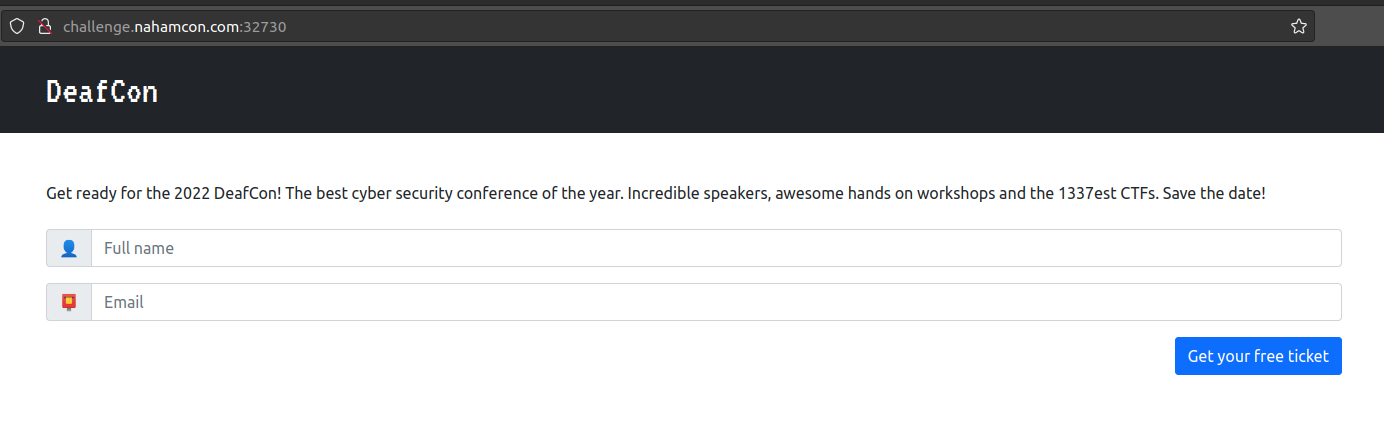 challenge.nahamcon.com:32730
DeafCon
Get ready for the 2022 DeafCon! The best cyber security conference of the year. Incredible speakers, awesome hands on workshops and the 1337est CTFs. Save the date!
Full name
Email
Get your free ticket